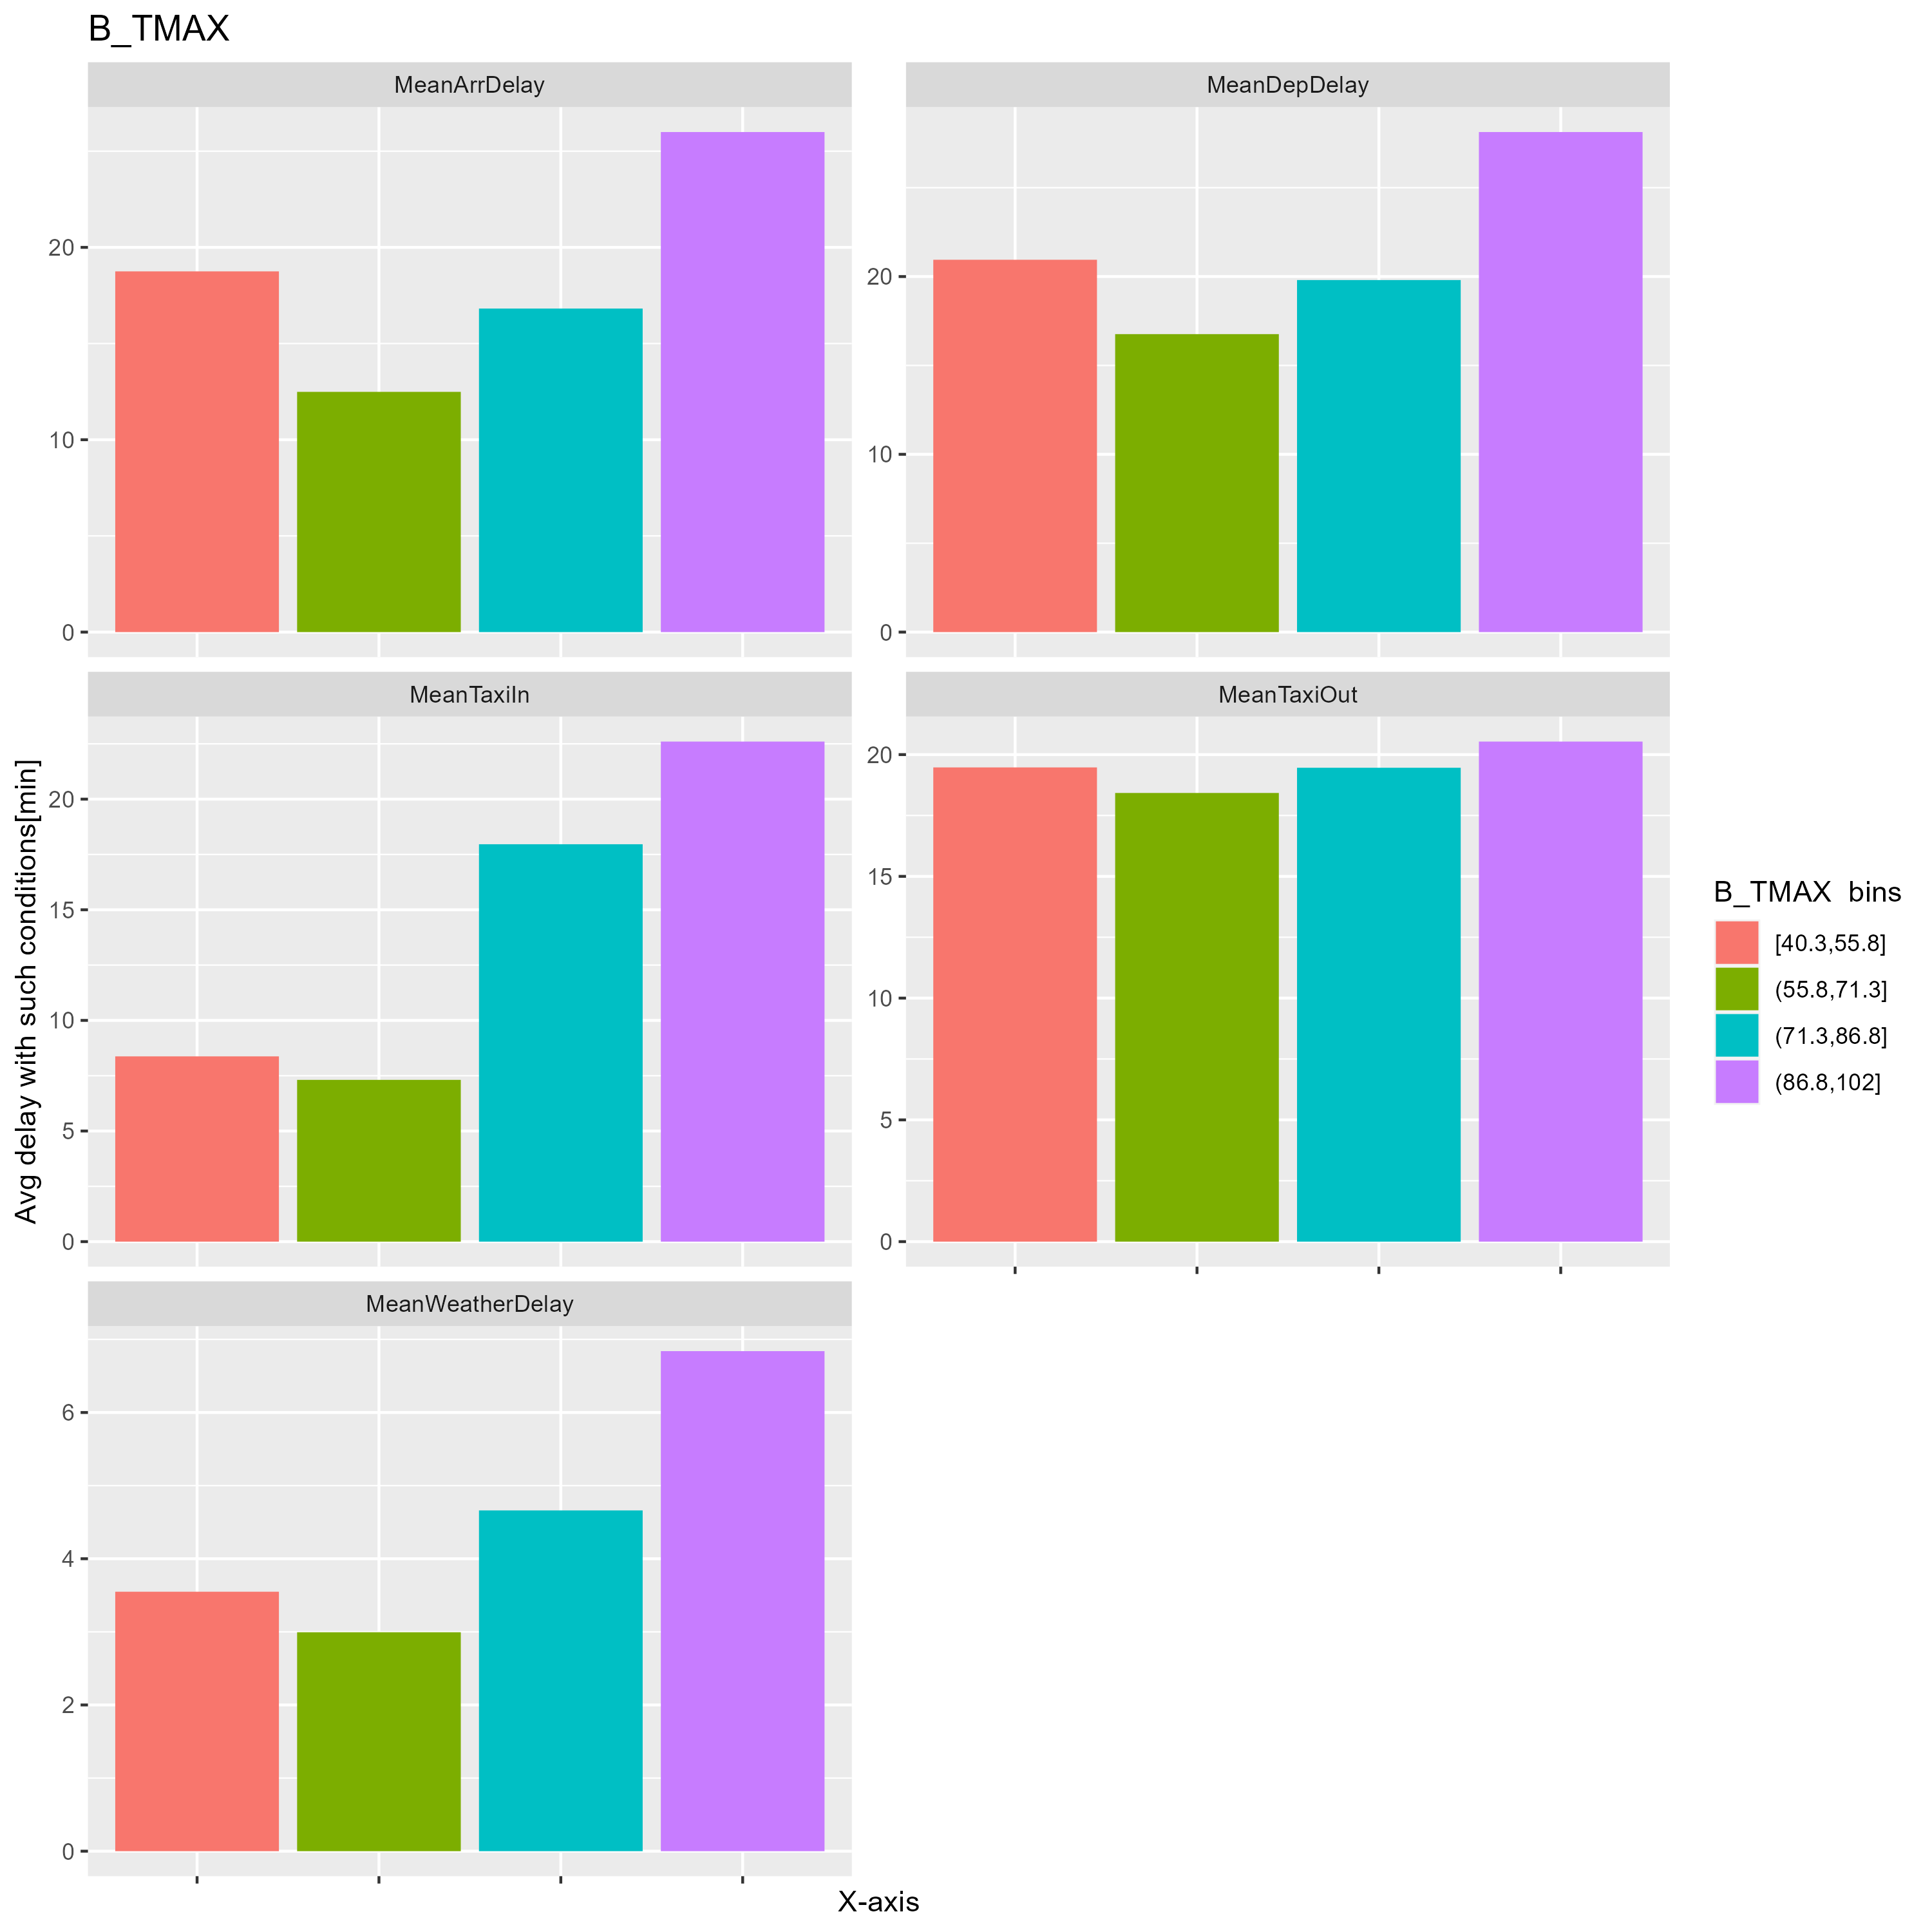 B_TMAX
MeanArrDelay
MeanDepDelay
20
10
0
20
10
0
MeanTaxiIn
MeanTaxiOut
20
15
10
5
0
20
15
10
5
0
MeanWeatherDelay
6
4
2
0
Avg delay with such conditions[min]
X-axis
B_TMAX  bins
[40.3,55.8]
(55.8,71.3]
(71.3,86.8]
(86.8,102]